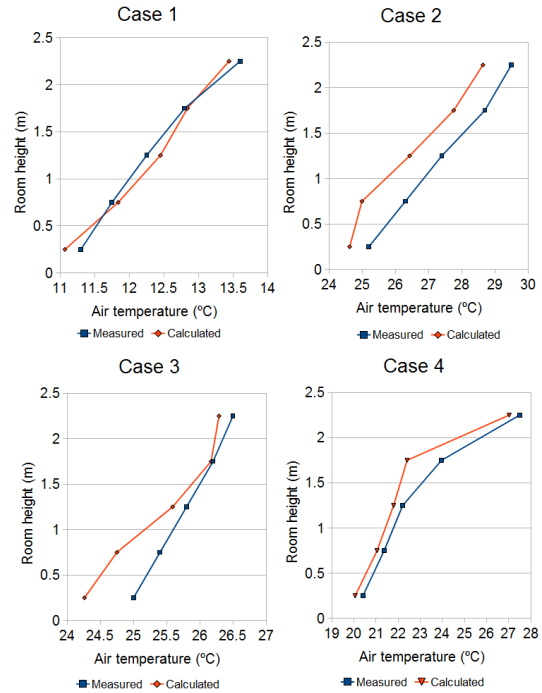 Case 1
2.5
2
1.5
1
0.5
0
Room height (m)
11 11.5 12 12.5 13 13.5 14
Air temperature (ºC)
Measured Calculated
Case 2
2.5
2
1.5
1
0.5
0
Room height (m)
24 25 26 27 28 29 30
Air temperature (ºC)
Measured Calculated
Case 3
2.5
2
1.5
1
0.5
0
Room height (m)
24 24.5 25 25.5 26 26.5 27
Air temperature (ºC)
Measured Calculated
Case 4
2.5
2
1.5
1
0.5
0
Room height (m)
19 20 21 22 23 24 25 26 27 28
Air temperature (ºC)
Measured Calculated